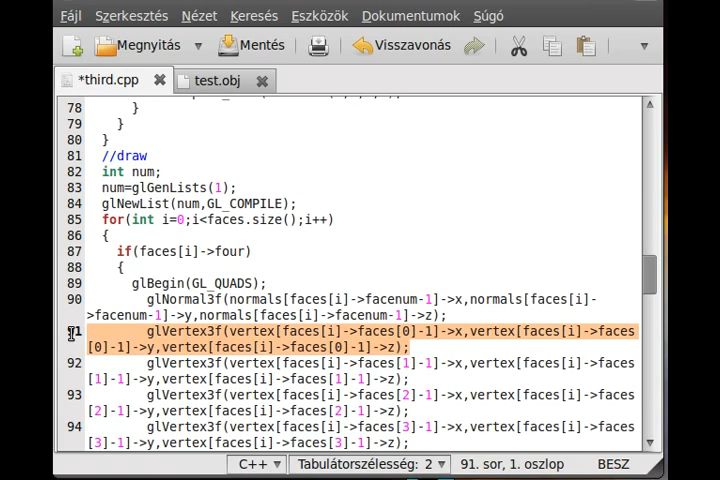 Fájl Szerkesztés Nézet Keresés Eszközök Dokumentumok Súgó
Megnyitás Mentés Visszavonás
*third.cpp test.obj
78 }
79 }
80 }
81 //draw
82 int num;
83 num=glGenLists(1);
84 glNewList(num,GL_COMPILE);
85 for(int i=0;i<faces.size();i++)
86 {
87 if(faces[i]->four)
88 {
89 glBegin(GL_QUADS);
90 glNormal3f(normals[faces[i]->facenum-1]->x,normals[faces[i]-
>facenum-1]->y,normals[faces[i]->facenum-1]->z);
91 glVertex3f(vertex[faces[i]->faces[0]-1]->x,vertex[faces[i]->faces
[0]-1]->y,vertex[faces[i]->faces[0]-1]->z);
92 glVertex3f(vertex[faces[i]->faces[1]-1]->x,vertex[faces[i]->faces
[1]-1]->y,vertex[faces[i]->faces[1]-1]->z);
93 glVertex3f(vertex[faces[i]->faces[2]-1]->x,vertex[faces[i]->faces
[2]-1]->y,vertex[faces[i]->faces[2]-1]->z);
94 glVertex3f(vertex[faces[i]->faces[3]-1]->x,vertex[faces[i]->faces
[3]-1]->y,vertex[faces[i]->faces[3]-1]->z);
C++ Tabulátorszélesség: 2 91. sor, 1. oszlop BESZ